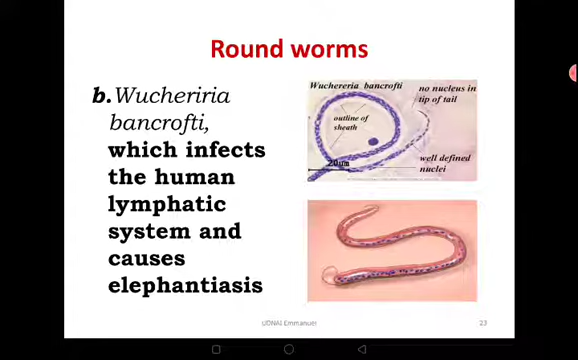 Round worms
b.Wucheriria
bancrofti,
which infects
the human
lymphatic
system and
causes
elephantiasis
Wuchereria bancrofti
no nucleus in
tip of tail
outline of
sheath
20um
well defined
nuclei
UDNAI Emmanuel
23